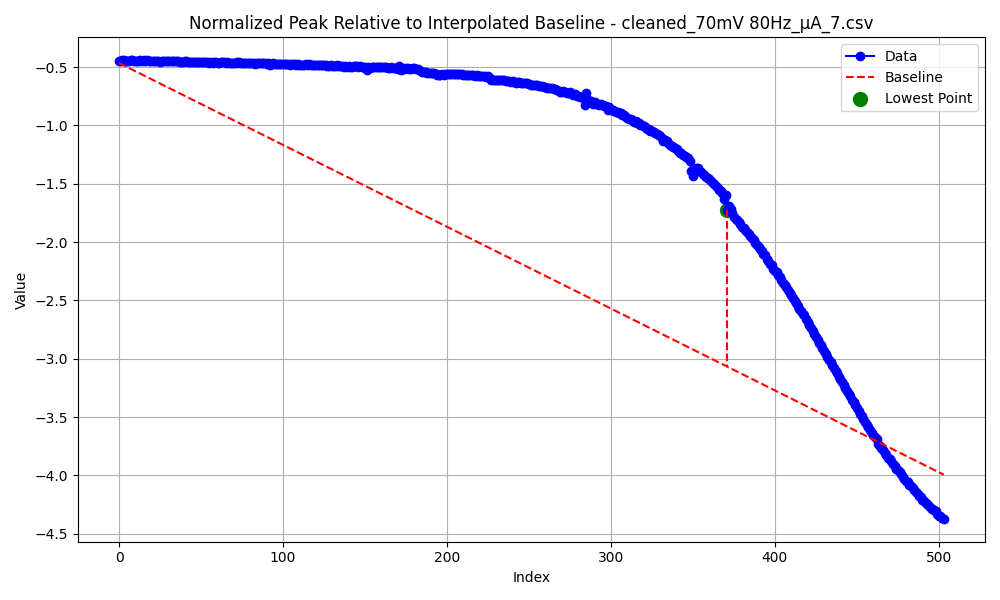 Normalized Peak Relative to Interpolated Baseline - cleaned_70mV 80Hz_μA_7.csv
Data
Baseline
Lowest Point
Value
−0.5
−1.0
−1.5
−2.0
−2.5
−3.0
−3.5
−4.0
−4.5
0 100 200 300 400 500
Index